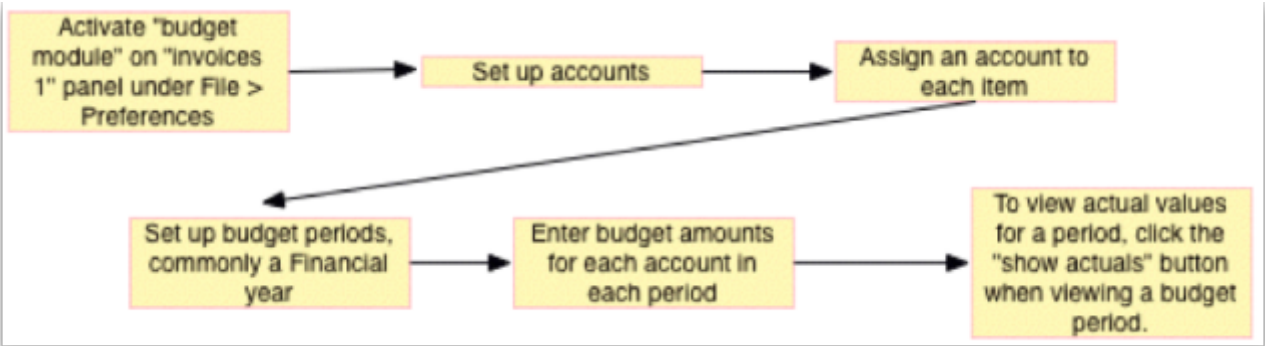 Activate "budget
module" on "invoices
1" panel under File >
Preferences
Set up accounts
Assign an account to
each item
Set up budget periods,
commonly a Financial
year
Enter budget amounts
for each account in
each period
To view actual values
for a period, click the
"show actuals" button
when viewing a budget
period.